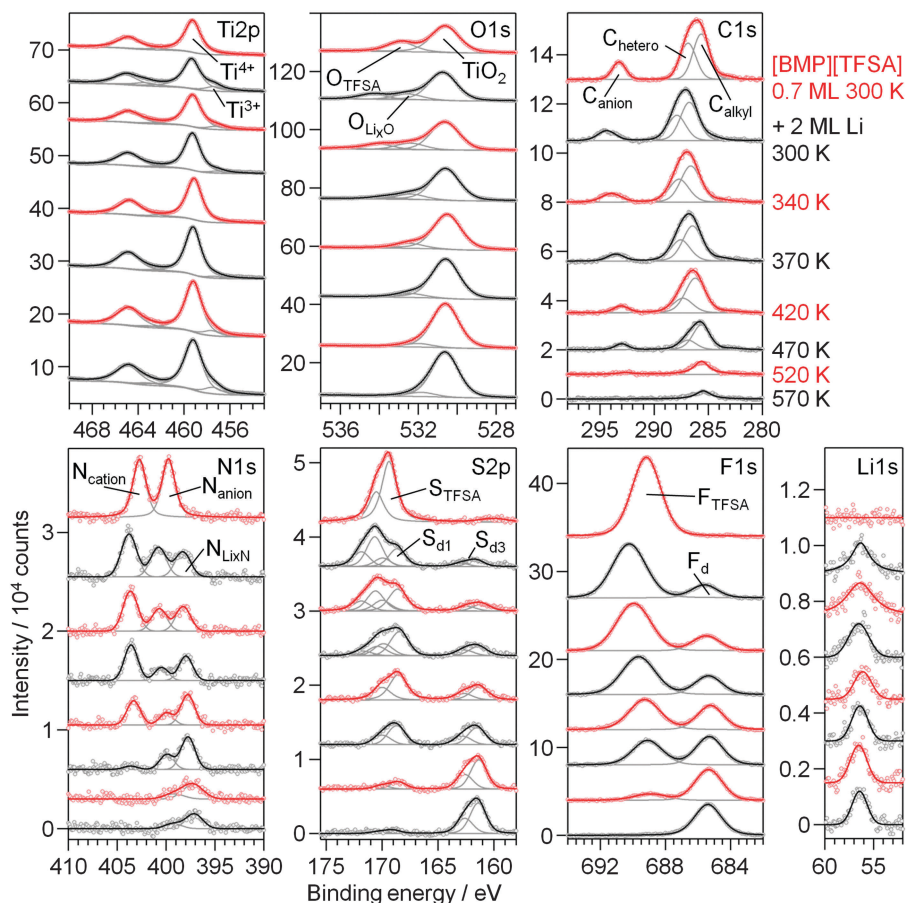 Ti2p
O1s
C1s
70
60
50
40
30
20
10
Ti4+
Ti3+
468 464 460 456
120
100
80
60
40
20
OTFSA
TiO2
OLixO
536 532 528
14
12
10
8
6
4
2
0
Chetero
Canion
Calkyl
295 290 285 280
[BMP][TFSA]
0.7 ML 300 K
+ 2 ML Li
300 K
340 K
370 K
420 K
470 K
520 K
570 K
Intensity / 10^4 counts
N1s
S2p
F1s
Li1s
Ncation
Nanion
NLixN
3
2
1
0
410 405 400 395 390
STFSA
Sd1
Sd3
5
4
3
2
1
0
175 170 165 160
FTFSA
Fd
40
30
20
10
0
692 688 684
1.2
1.0
0.8
0.6
0.4
0.2
0
60 56
Binding energy / eV